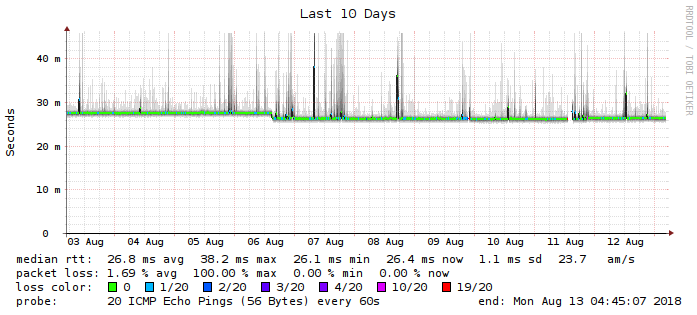 Last 10 Days
RRDTOOL / TOBI OETIKER
Seconds
40 m
30 m
20 m
10 m
0
03 Aug 04 Aug 05 Aug 06 Aug 07 Aug 08 Aug 09 Aug 10 Aug 11 Aug 12 Aug
median rtt: 26.8 ms avg 38.2 ms max 26.1 ms min 26.4 ms now 1.1 ms sd 23.7 am/s
packet loss: 1.69 % avg 100.00 % max 0.00 % min 0.00 % now
loss color: 0 1/20 2/20 3/20 4/20 10/20 19/20
probe: 20 ICMP Echo Pings (56 Bytes) every 60s end: Mon Aug 13 04:45:07 2018